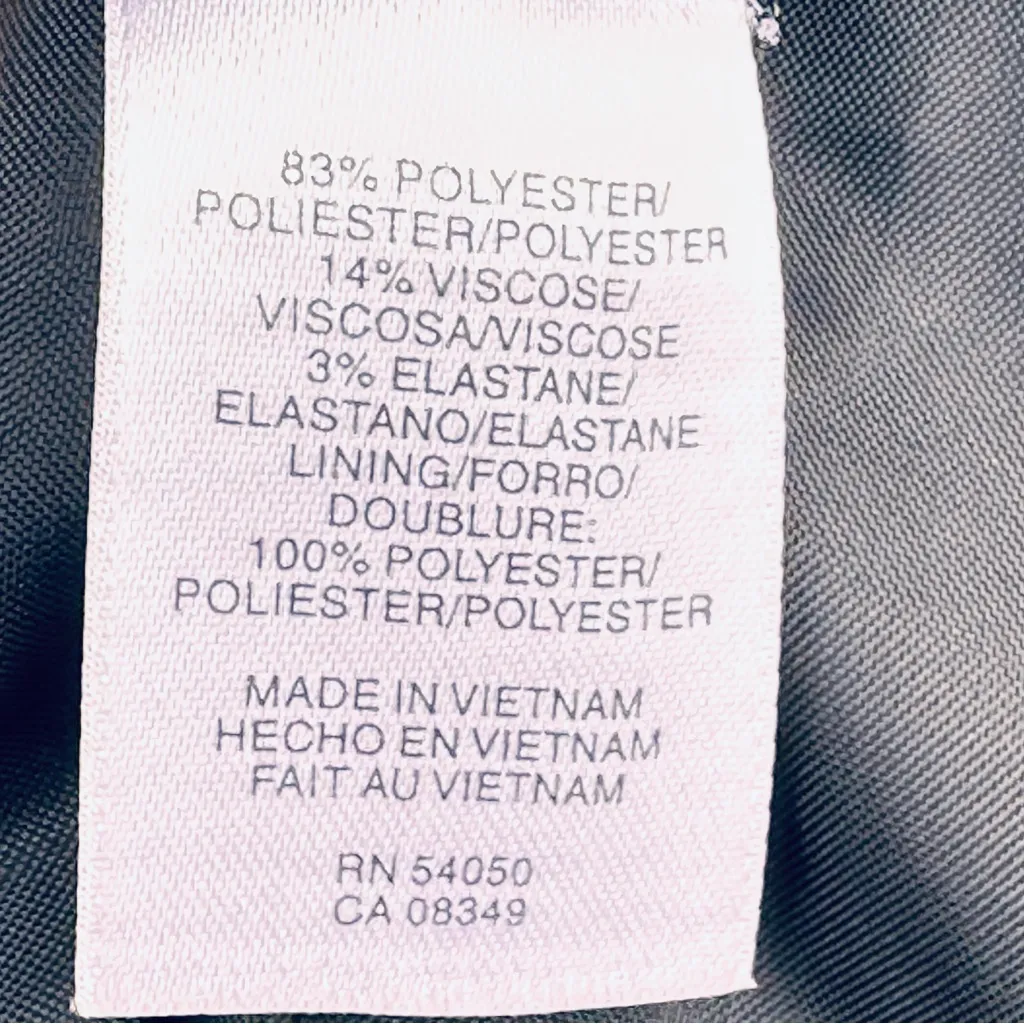 83% POLYESTER/
POLIESTER/POLYESTER
14% VISCOSE/
VISCOSA/VISCOSE
3% ELASTANE/
ELASTANO/ELASTANE
LINING/FORRO/
DOUBLURE:
100% POLYESTER/
POLIESTER/POLYESTER
MADE IN VIETNAM
HECHO EN VIETNAM
FAIT AU VIETNAM
RN 54050
CA 08349